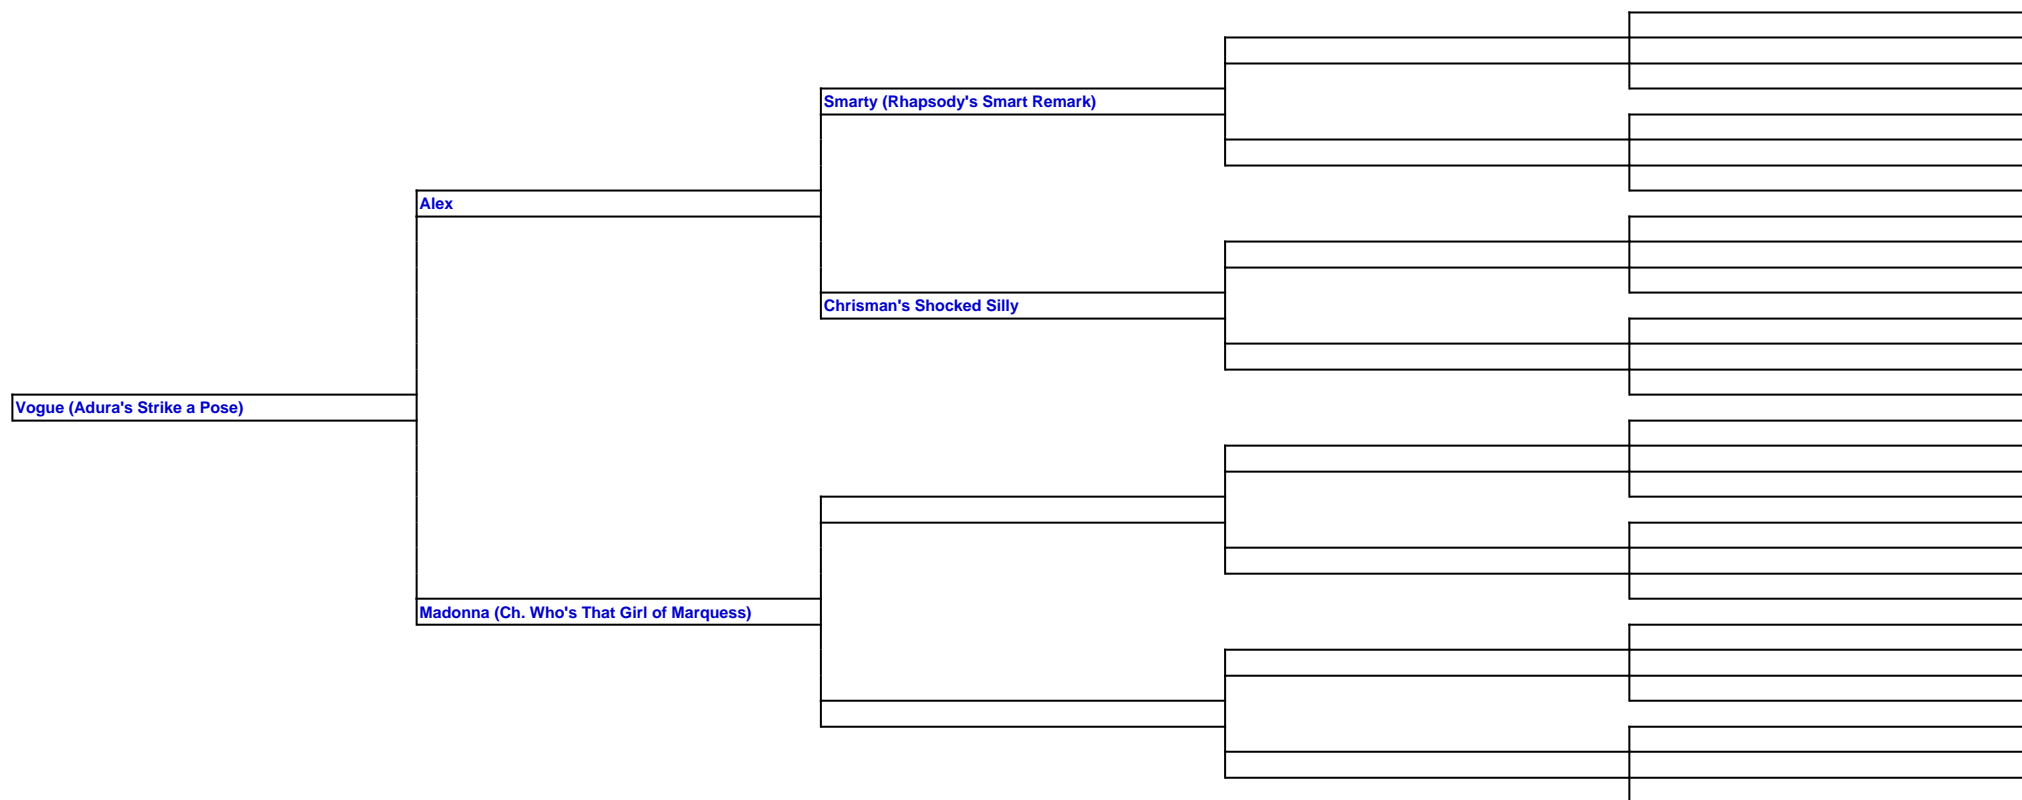 Smarty (Rhapsody's Smart Remark)
Alex
Chrisman's Shocked Silly
Vogue (Adura's Strike a Pose)
Madonna (Ch. Who's That Girl of Marquess)